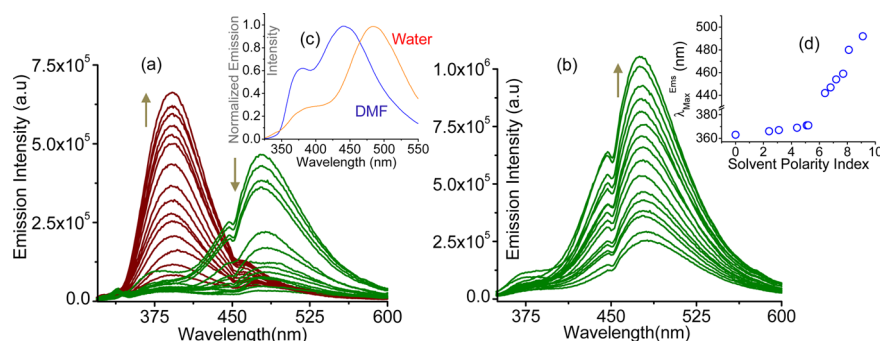 (a)
Emission Intensity (a.u)
7.5x10⁵
5.0x10⁵
2.5x10⁵
0.0
375 450 525 600
Wavelength(nm)
(c)
Normalized Emission
Intensity
1.0
0.8
0.6
0.4
0.2
0.0
Water
DMF
350 400 450 500 550
Wavelength (nm)
(b)
Emission Intensity (a.u)
1.0x10⁶
7.5x10⁵
5.0x10⁵
2.5x10⁵
0.0
375 450 525 600
Wavelength(nm)
(d)
λMax Ems (nm)
500
480
460
440
380
360
0 2 4 6 8 10
Solvent Polarity Index